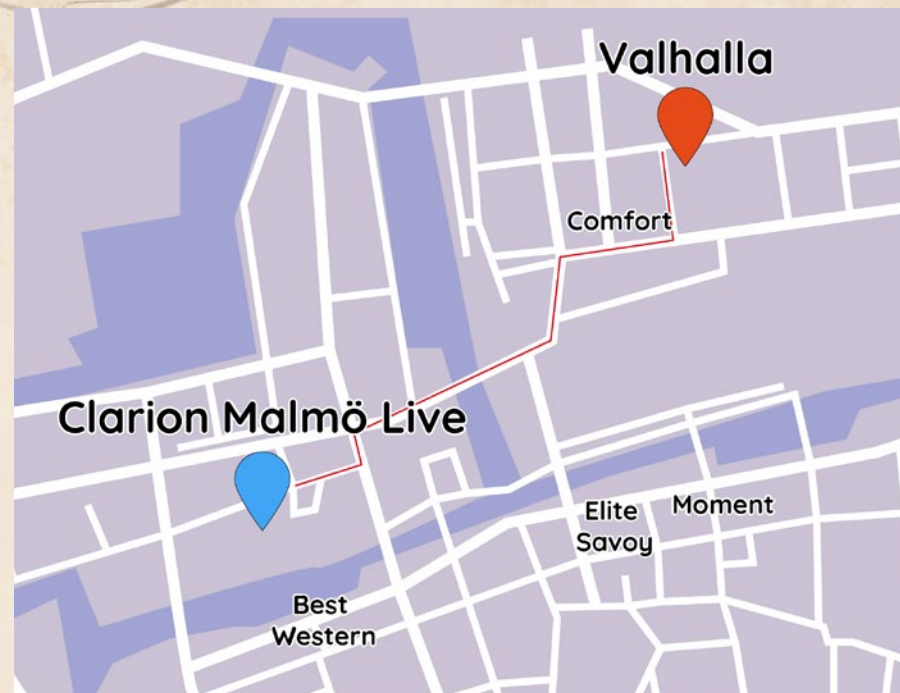 Valhalla
Comfort
Clarion Malmö Live
Elite
Savoy
Moment
Best
Western